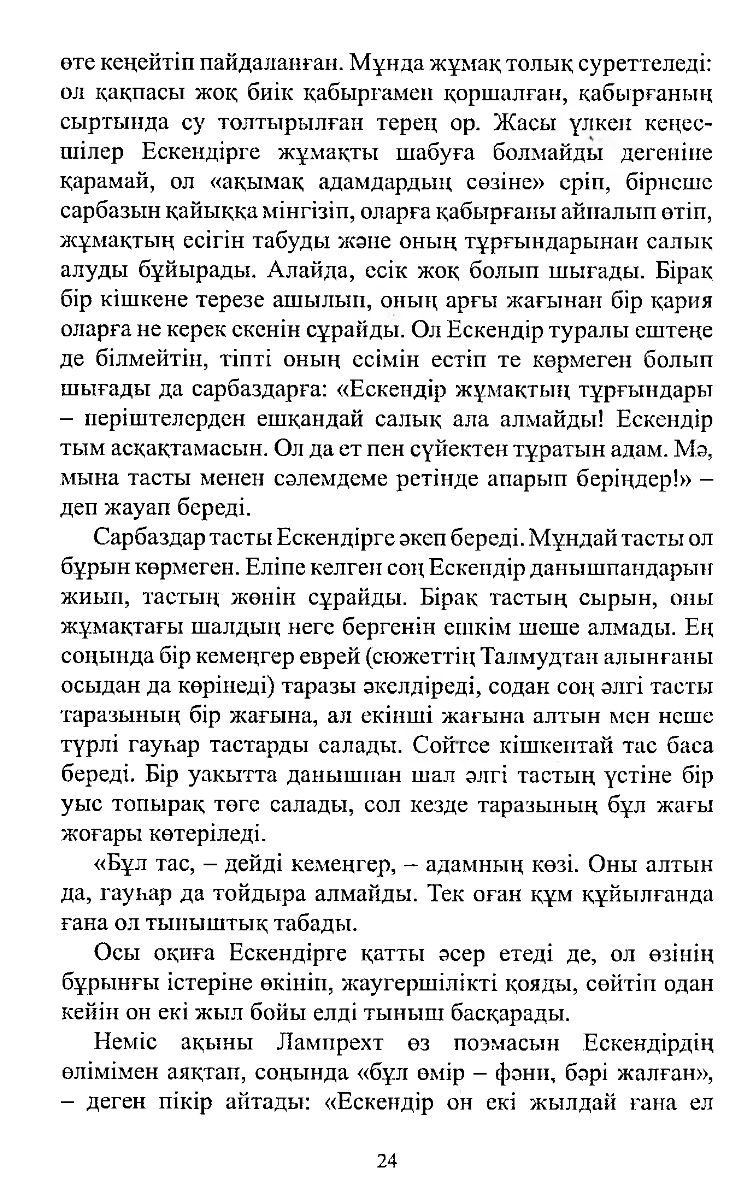 өте кеңейтіп пайдаланған. Мұнда жұмақ толық суреттеледі:
ол қақпасы жоқ биік қабырғамен қоршалған, қабырғаның
сыртында су толтырылған терең ор. Жасы үлкен кеңес-
шілер Ескендірге жұмақты шабуға болмайды дегеніне
қарамай, ол «ақымақ адамдардың сөзіне» еріп, бірнеше
сарбазын қайыққа мінгізіп, оларға қабырғаны айналып өтіп,
жұмақтың есігін табуды және оның тұрғындарынан салық
алуды бұйырады. Алайда, есік жоқ болып шығады. Бірақ
бір кішкене терезе ашылып, оның арғы жағынан бір қария
оларға не керек екенін сұрайды. Ол Ескендір туралы ештеңе
де білмейтін, тіпті оның есімін естіп те көрмеген болып
шығады да сарбаздарға: «Ескендір жұмақтың тұрғындары
– періштелерден ешқандай салық ала алмайды! Ескендір
тым асқақтамасын. Ол да ет пен сүйектен тұратын адам. Мә,
мына тасты менен сәлемдеме ретінде апарып беріңдер!» –
деп жауап береді.
Сарбаздар тасты Ескендірге әкеп береді. Мұндай тасты ол
бұрын көрмеген. Еліне келген соң Ескендір данышпандарын
жиып, тастың жөнін сұрайды. Бірақ тастың сырын, оны
жұмақтағы шалдың неге бергенін ешкім шеше алмады. Ең
соңында бір кемеңгер еврей (сюжеттің Талмудтан алынғаны
осыдан да көрінеді) таразы әкелдіреді, содан соң әлгі тасты
таразының бір жағына, ал екінші жағына алтын мен неше
түрлі гауһар тастарды салады. Сөйтсе кішкентай тас баса
береді. Бір уакытта данышпан шал әлгі тастың үстіне бір
уыс топырақ төге салады, сол кезде таразының бұл жағы
жоғары көтеріледі.
«Бұл тас, – дейді кемеңгер, – адамның көзі. Оны алтын
да, гауһар да тойдыра алмайды. Тек оған құм құйылғанда
ғана ол тыныштық табады.
Осы оқиға Ескендірге қатты әсер етеді де, ол өзінің
бұрынғы істеріне өкініп, жаугершілікті қояды, сөйтіп одан
кейін он екі жыл бойы елді тыныш басқарады.
Неміс ақыны Лампрехт өз поэмасын Ескендірдің
өлімімен аяқтап, соңында «бұл өмір – фәни, бәрі жалған»,
– деген пікір айтады: «Ескендір он екі жылдай ғана ел
24